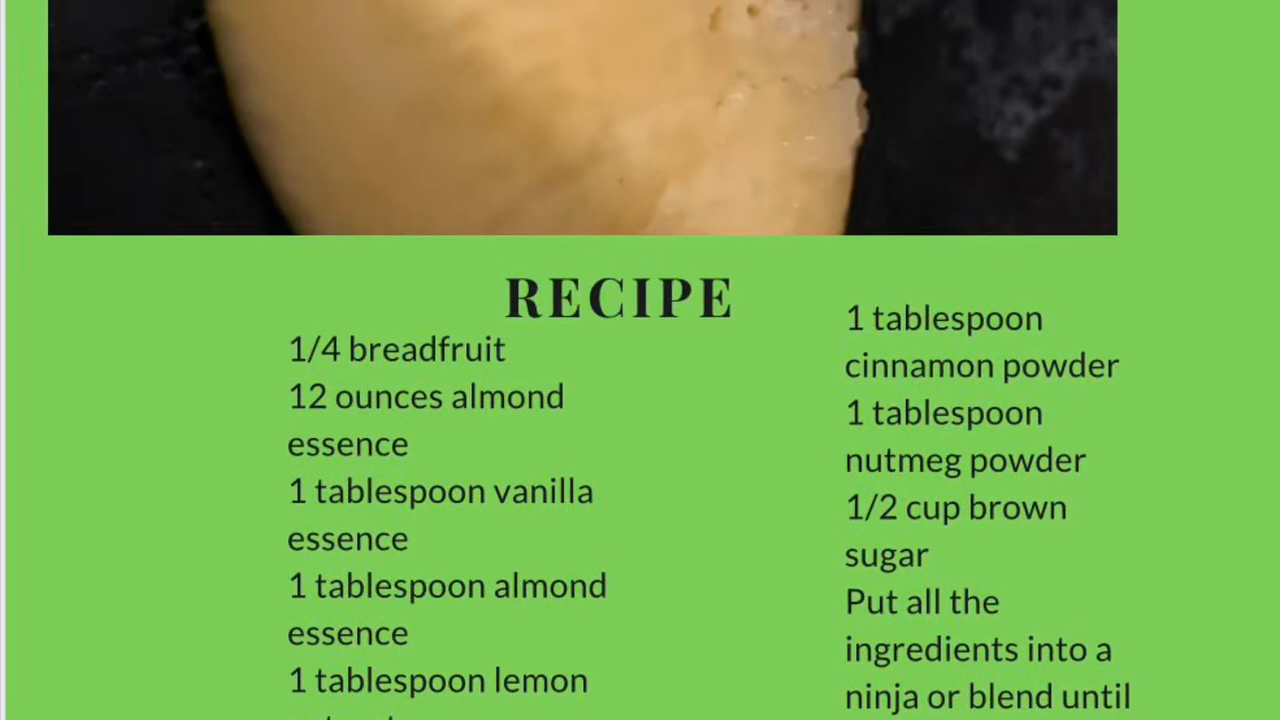 RECIPE
1/4 breadfruit
12 ounces almond
essence
1 tablespoon vanilla
essence
1 tablespoon almond
essence
1 tablespoon lemon
1 tablespoon
cinnamon powder
1 tablespoon
nutmeg powder
1/2 cup brown
sugar
Put all the
ingredients into a
ninja or blend until